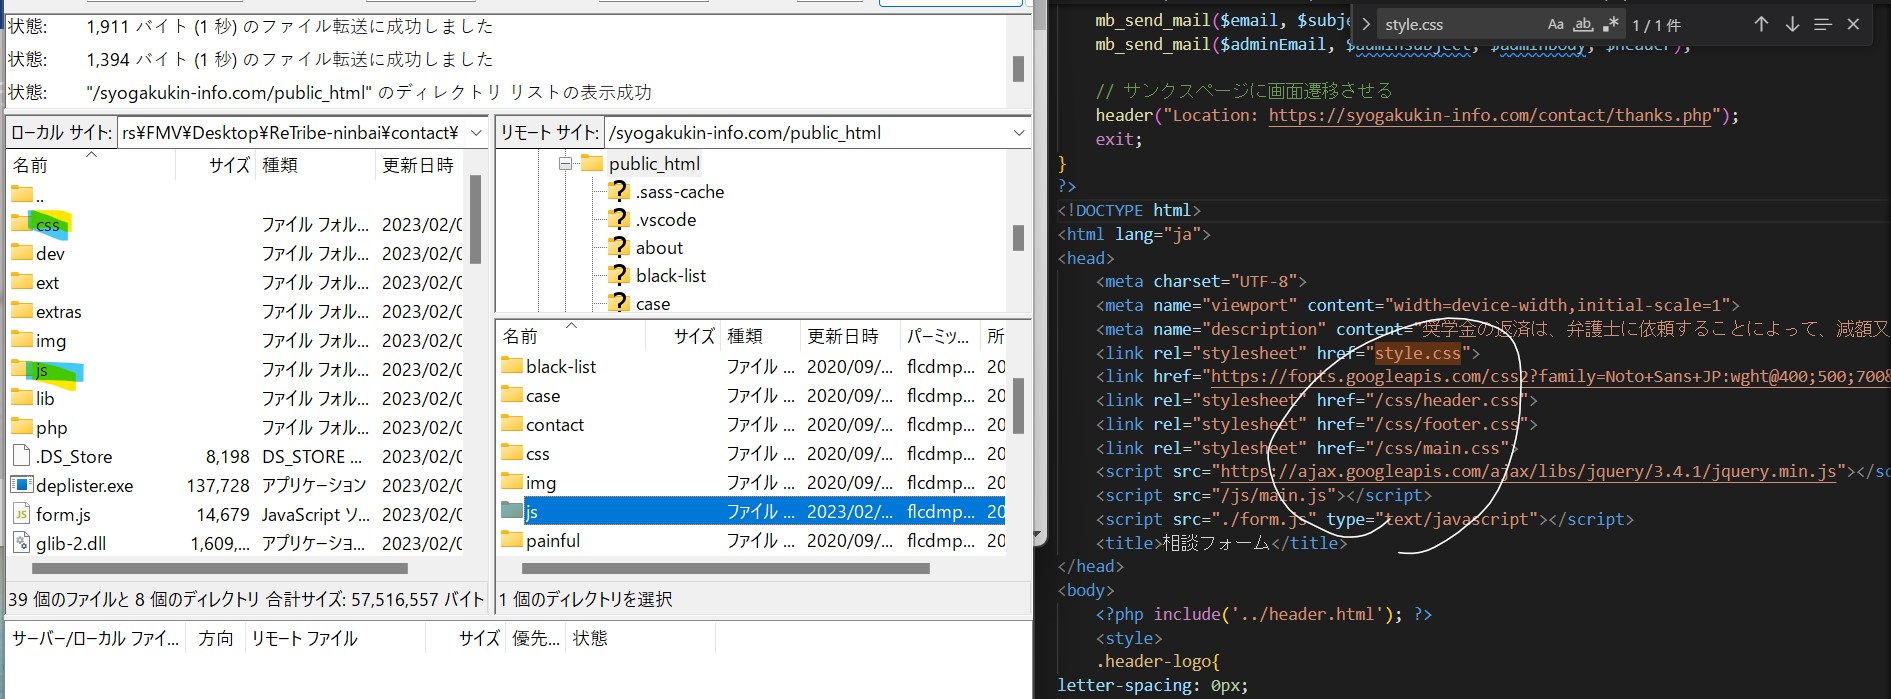 状態: 1,911 バイト (1 秒) のファイル転送に成功しました
状態: 1,394 バイト (1 秒) のファイル転送に成功しました
状態: "/syogakukin-info.com/public_html" のディレクトリ リストの表示成功
ローカル サイト: rs¥FMV¥Desktop¥ReTribe-ninbai¥contact¥
名前 サイズ 種類 更新日時
..
css ファイル フォル... 2023/02/0
dev ファイル フォル... 2023/02/0
ext ファイル フォル... 2023/02/0
extras ファイル フォル... 2023/02/0
img ファイル フォル... 2023/02/0
js ファイル フォル... 2023/02/0
lib ファイル フォル... 2023/02/0
php ファイル フォル... 2023/02/0
.DS_Store 8,198 DS_STORE ... 2023/02/0
deplister.exe 137,728 アプリケーション 2023/02/0
form.js 14,679 JavaScript ソ... 2023/02/0
glib-2.dll 1,609,... アプリケーショ... 2023/02/0
39 個のファイルと 8 個のディレクトリ 合計サイズ: 57,516,557 バイト
リモート サイト: /syogakukin-info.com/public_html
public_html
? .sass-cache
? .vscode
? about
? black-list
? case
名前 サイズ 種類 更新日時 パーミッ... 所
black-list ファイル ... 2020/09/... flcdmp... 20
case ファイル ... 2020/09/... flcdmp... 20
contact ファイル ... 2020/09/... flcdmp... 20
css ファイル ... 2020/09/... flcdmp... 20
img ファイル ... 2020/09/... flcdmp... 20
js ファイル ... 2023/02/... flcdmp... 20
painful ファイル ... 2020/09/... flcdmp... 20
1 個のディレクトリを選択
サーバー/ローカル ファイ... 方向 リモート ファイル サイズ 優先... 状態
style.css Aa ab 1 / 1 件
mb_send_mail($email, $subje
mb_send_mail($adminEmail, $adminsubject, $adminbody, $header);
// サンクスページに画面遷移させる
header("Location: https://syogakukin-info.com/contact/thanks.php");
exit;
}
?>
<!DOCTYPE html>
<html lang="ja">
<head>
<meta charset="UTF-8">
<meta name="viewport" content="width=device-width,initial-scale=1">
<meta name="description" content="奨学金の返済は、弁護士に依頼することによって、減額又
<link rel="stylesheet" href="style.css">
<link href="https://fonts.googleapis.com/css2?family=Noto+Sans+JP:wght@400;500;700&
<link rel="stylesheet" href="/css/header.css">
<link rel="stylesheet" href="/css/footer.css">
<link rel="stylesheet" href="/css/main.css">
<script src="https://ajax.googleapis.com/ajax/libs/jquery/3.4.1/jquery.min.js"></sc
<script src="/js/main.js"></script>
<script src="./form.js" type="text/javascript"></script>
<title>相談フォーム</title>
</head>
<body>
<?php include('../header.html'); ?>
<style>
.header-logo{
letter-spacing: 0px;